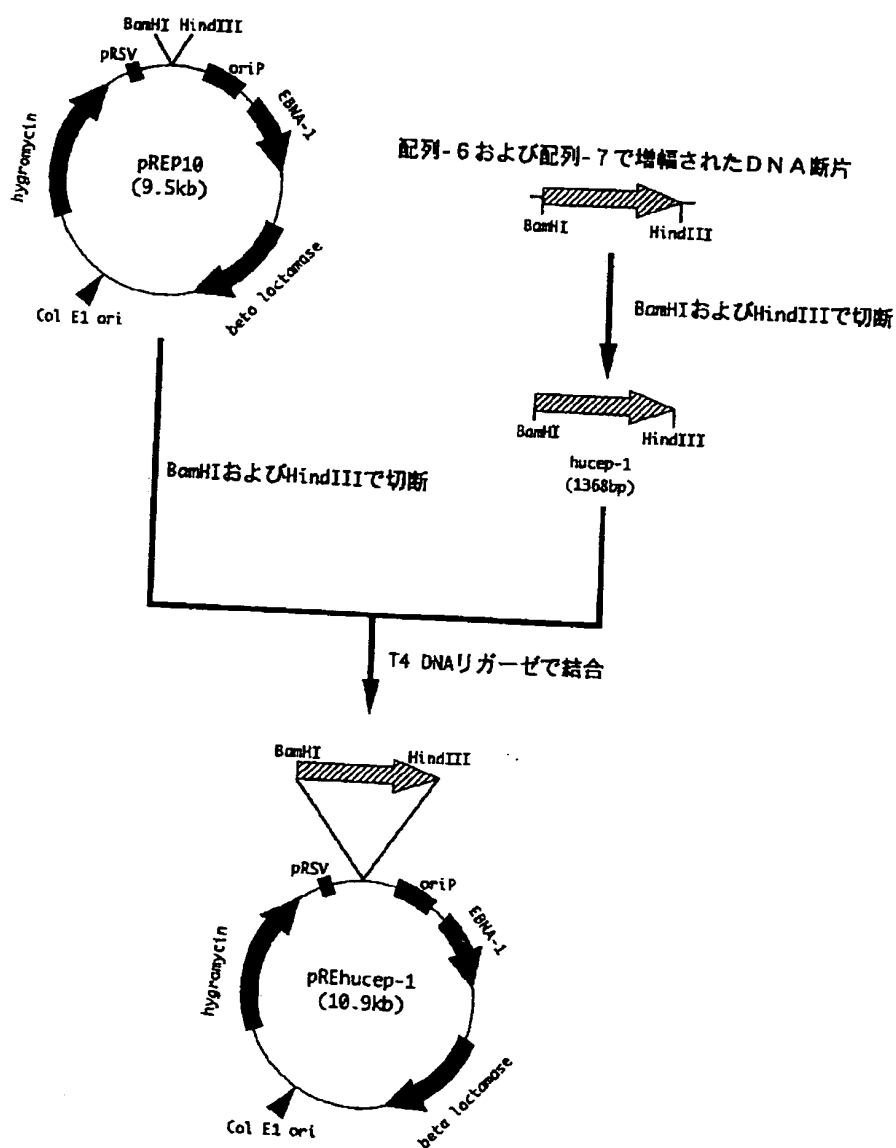 BamHI HindIII
pRSV
oriP
EBNA-1
hygromycin
pREP10
(9.5kb)
beta lactamase
Col E1 ori
配列-6および配列-7で増幅されたDNA断片
BamHI
HindIII
BamHIおよびHindIIIで切断
BamHI
HindIII
hucep-1
(1368bp)
BamHIおよびHindIIIで切断
T4 DNAリガーゼで結合
BamHI
HindIII
pRSV
oriP
EBNA-1
hygromycin
pREhucep-1
(10.9kb)
beta lactamase
Col E1 ori